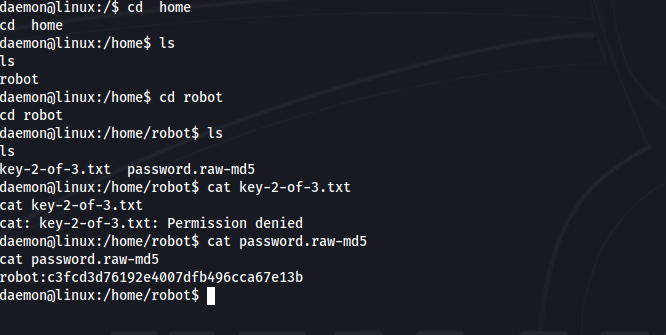 daemon@linux:/$ cd  home
cd  home
daemon@linux:/home$ ls
ls
robot
daemon@linux:/home$ cd robot
cd robot
daemon@linux:/home/robot$ ls
ls
key-2-of-3.txt  password.raw-md5
daemon@linux:/home/robot$ cat key-2-of-3.txt
cat key-2-of-3.txt
cat: key-2-of-3.txt: Permission denied
daemon@linux:/home/robot$ cat password.raw-md5
cat password.raw-md5
robot:c3fcd3d76192e4007dfb496cca67e13b
daemon@linux:/home/robot$